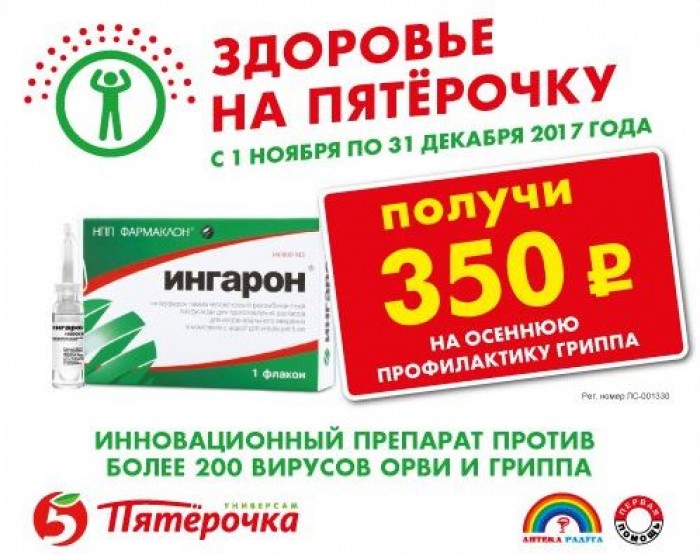 ЗДОРОВЬЕ
НА ПЯТЁРОЧКУ
С 1 НОЯБРЯ ПО 31 ДЕКАБРЯ 2017 ГОДА
ПОЛУЧИ
350 ₽
НА ОСЕННЮЮ
ПРОФИЛАКТИКУ ГРИППА
НПП ФАРМАКЛОН
ИНГАРОН®
1 флакон
ИНГАРОН
Рег. номер ЛС-001330
ИННОВАЦИОННЫЙ ПРЕПАРАТ ПРОТИВ
БОЛЕЕ 200 ВИРУСОВ ОРВИ И ГРИППА
5 УНИВЕРСАМ
Пятёрочка
АПТЕКА РАДУГА
ПЕРВАЯ
ПОМОЩЬ